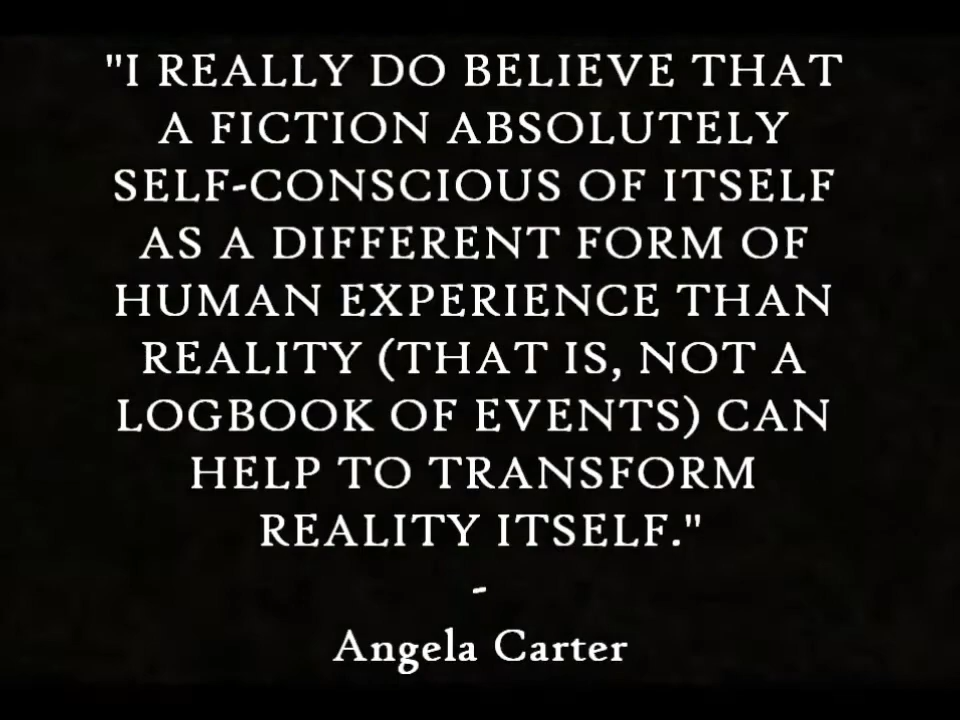 "I REALLY DO BELIEVE THAT
A FICTION ABSOLUTELY
SELF-CONSCIOUS OF ITSELF
AS A DIFFERENT FORM OF
HUMAN EXPERIENCE THAN
REALITY (THAT IS, NOT A
LOGBOOK OF EVENTS) CAN
HELP TO TRANSFORM
REALITY ITSELF."
-
Angela Carter